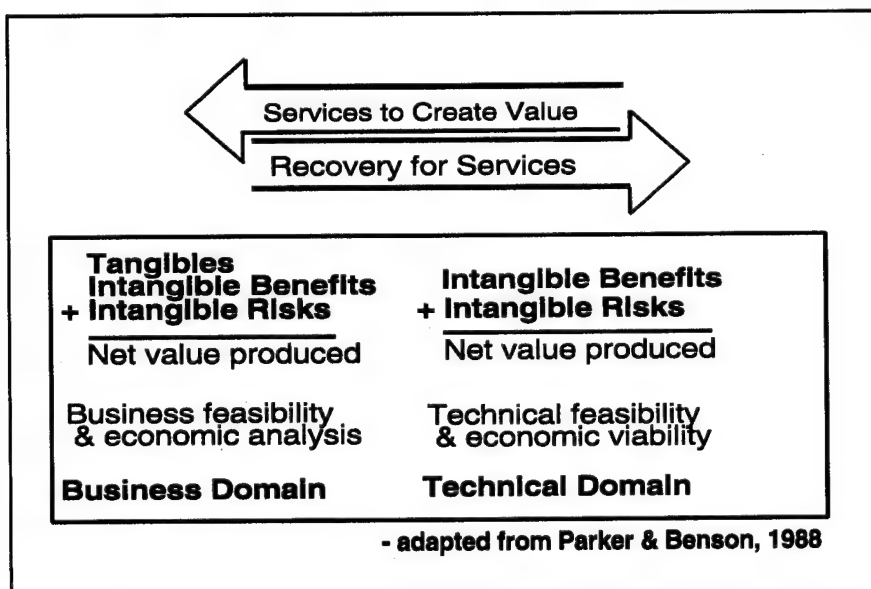 Services to Create Value
Recovery for Services
Tangibles
Intangible Benefits
+ Intangible Risks
Net value produced
Business feasibility
& economic analysis
Business Domain
Intangible Benefits
+ Intangible Risks
Net value produced
Technical feasibility
& economic viability
Technical Domain
- adapted from Parker & Benson, 1988